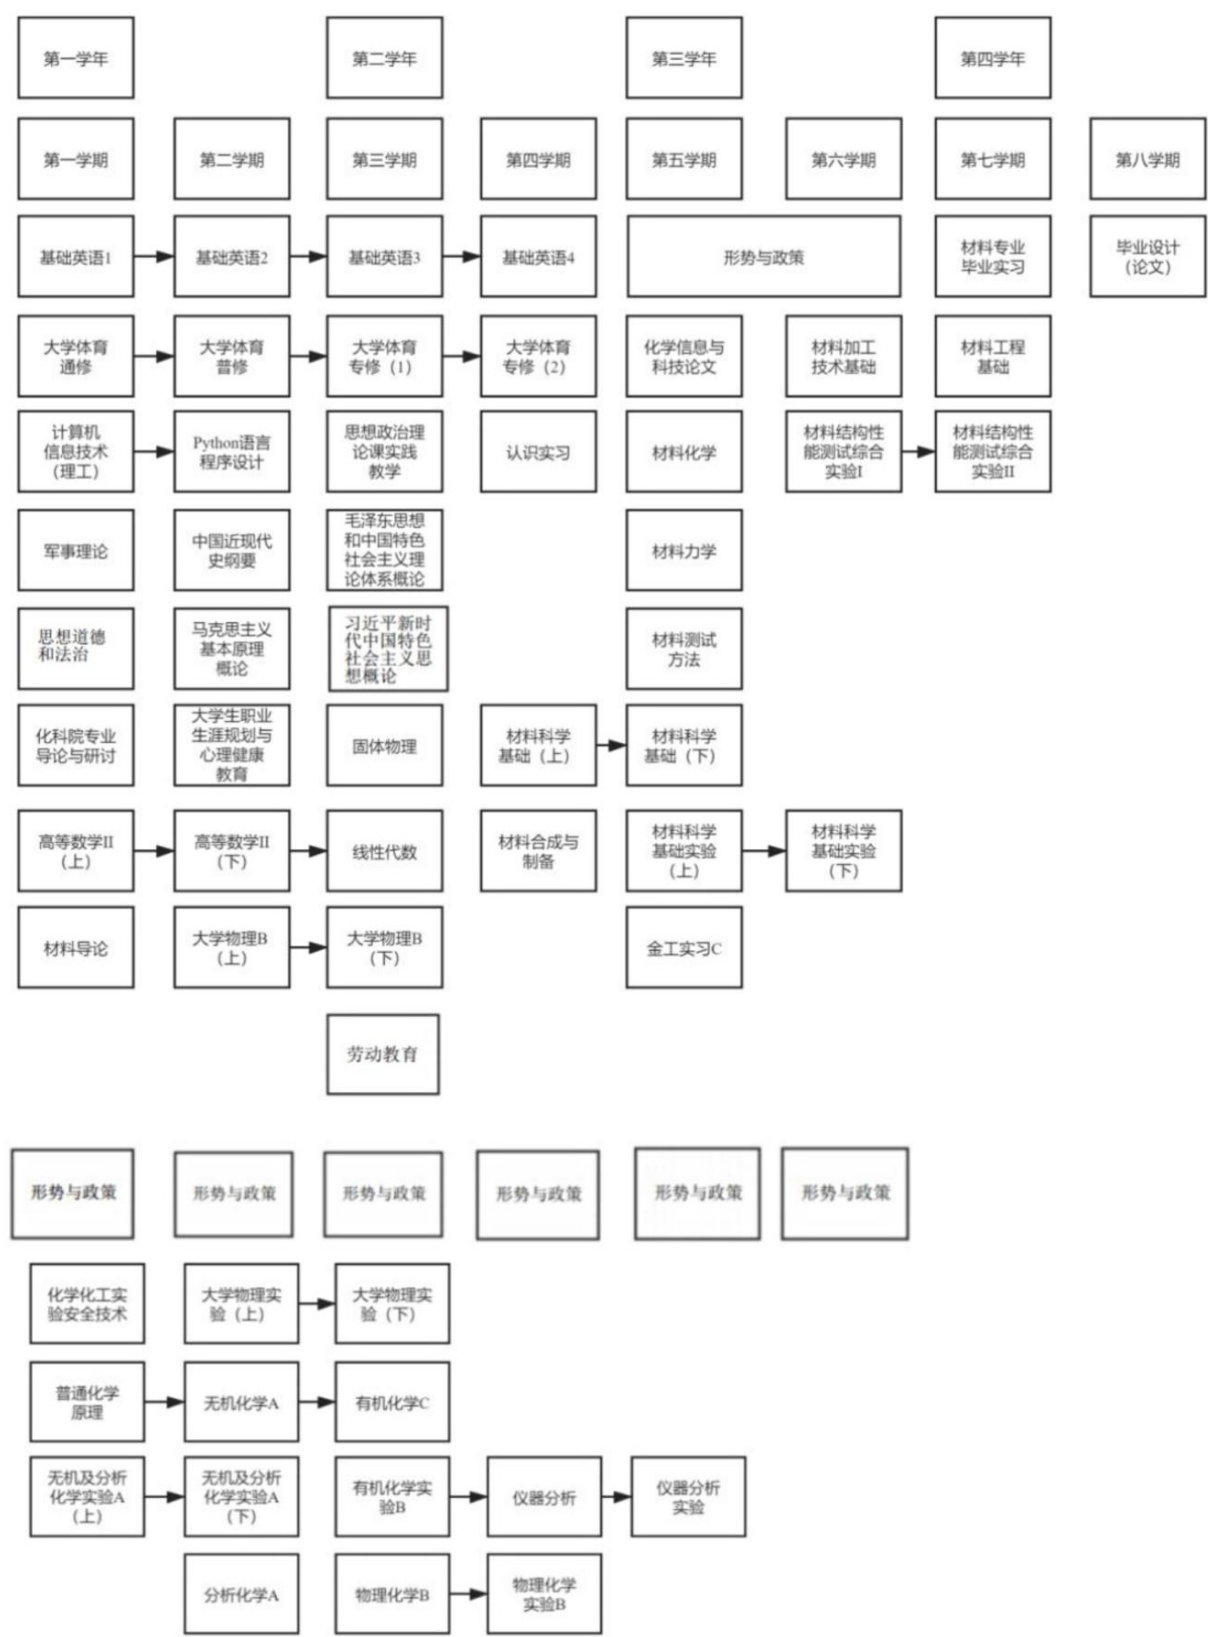 第一学年
第二学年
第三学年
第四学年
第一学期
第二学期
第三学期
第四学期
第五学期
第六学期
第七学期
第八学期
基础英语1
基础英语2
基础英语3
基础英语4
形势与政策
材料专业
毕业实习
毕业设计
（论文）
大学体育
通修
大学体育
普修
大学体育
专修（1）
大学体育
专修（2）
化学信息与
科技论文
材料加工
技术基础
材料工程
基础
计算机
信息技术
（理工）
Python语言
程序设计
思想政治理
论课实践
教学
认识实习
材料化学
材料结构性
能测试综合
实验I
材料结构性
能测试综合
实验II
军事理论
中国近现代
史纲要
毛泽东思想
和中国特色
社会主义理
论体系概论
材料力学
思想道德
和法治
马克思主义
基本原理
概论
习近平新时
代中国特色
社会主义思
想概论
材料测试
方法
化科院专业
导论与研讨
大学生职业
生涯规划与
心理健康
教育
固体物理
材料科学
基础（上）
材料科学
基础（下）
高等数学II
（上）
高等数学II
（下）
线性代数
材料合成与
制备
材料科学
基础实验
（上）
材料科学
基础实验
（下）
材料导论
大学物理B
（上）
大学物理B
（下）
金工实习C
劳动教育
形势与政策
形势与政策
形势与政策
形势与政策
形势与政策
形势与政策
化学化工实
验安全技术
大学物理实
验（上）
大学物理实
验（下）
普通化学
原理
无机化学A
有机化学C
无机及分析
化学实验A
（上）
无机及分析
化学实验A
（下）
有机化学实
验B
仪器分析
仪器分析
实验
分析化学A
物理化学B
物理化学
实验B